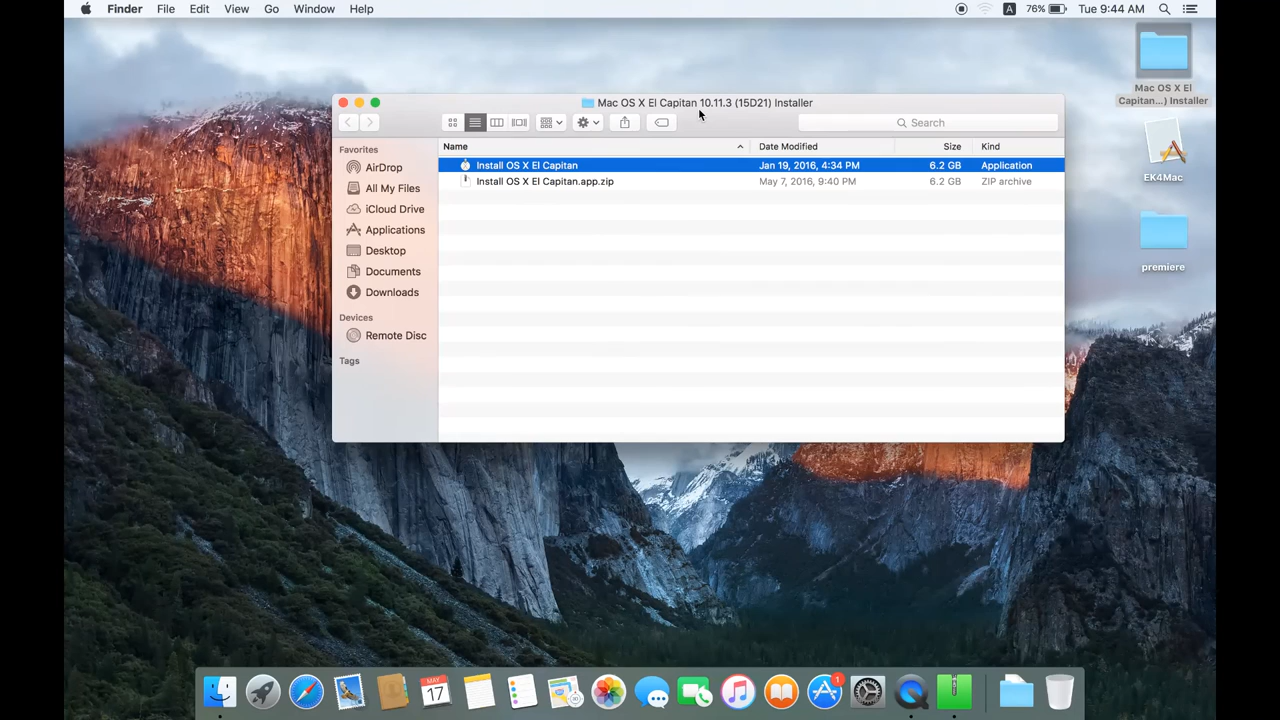 Finder File Edit View Go Window Help A 76% Tue 9:44 AM
Mac OS X El Capitan 10.11.3 (15D21) Installer
Search
Favorites
AirDrop
All My Files
iCloud Drive
Applications
Desktop
Documents
Downloads
Devices
Remote Disc
Tags
Name Date Modified Size Kind
Install OS X El Capitan Jan 19, 2016, 4:34 PM 6.2 GB Application
Install OS X El Capitan.app.zip May 7, 2016, 9:40 PM 6.2 GB ZIP archive
Mac OS X El
Capitan...) Installer
EK4Mac
premiere
MAY
17
1